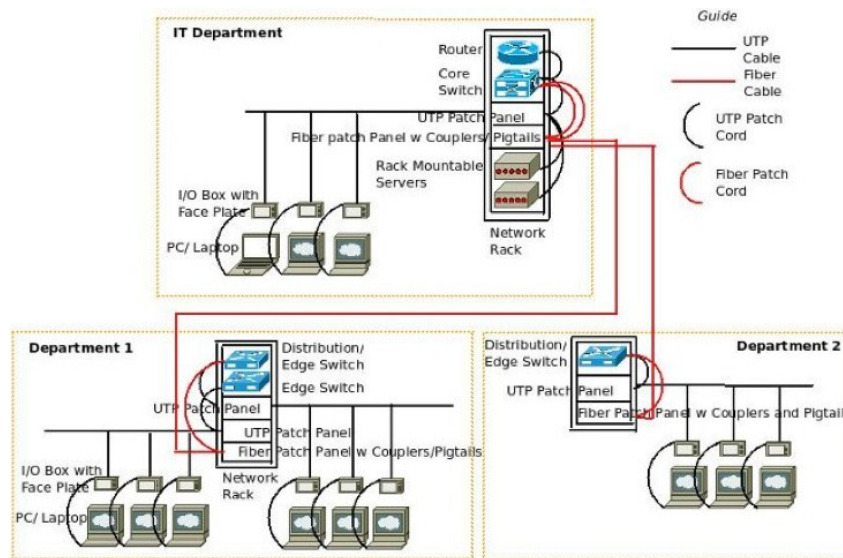 Guide
UTP
Cable
Fiber
Cable
UTP Patch
Cord
Fiber Patch
Cord
IT Department
Router
Core
Switch
UTP Patch Panel
Fiber patch Panel w Couplers/ Pigtails
Rack Mountable
Servers
I/O Box with
Face Plate
PC/ Laptop
Network
Rack
Department 1
Distribution/
Edge Switch
Edge Switch
UTP Patch Panel
UTP Patch Panel
Fiber Patch Panel w Couplers/Pigtails
I/O Box with
Face Plate
Network
Rack
PC/ Laptop
Distribution/
Edge Switch
Department 2
UTP Patch Panel
Fiber Patch Panel w Couplers and Pigtail